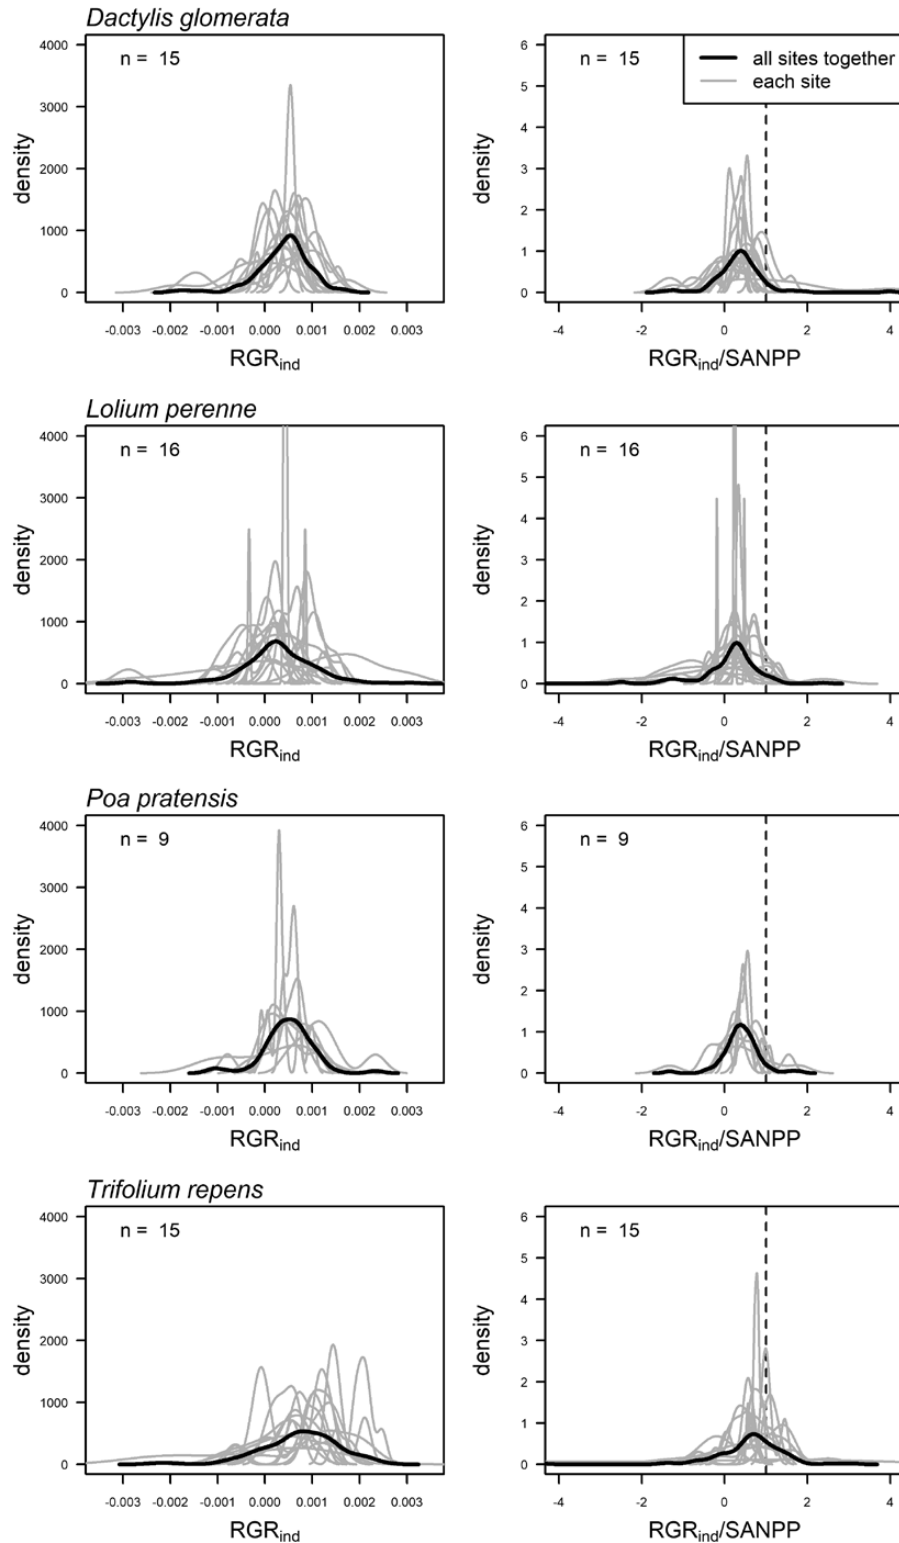 Dactylis glomerata
n = 15
4000
3000
2000
1000
0
density
-0.003 -0.002 -0.001 0.000 0.001 0.002 0.003
RGRind
n = 15
all sites together
each site
6
5
4
3
2
1
0
density
-4 -2 0 2 4
RGRind/SANPP
Lolium perenne
n = 16
4000
3000
2000
1000
0
density
-0.003 -0.002 -0.001 0.000 0.001 0.002 0.003
RGRind
n = 16
6
5
4
3
2
1
0
density
-4 -2 0 2 4
RGRind/SANPP
Poa pratensis
n = 9
4000
3000
2000
1000
0
density
-0.003 -0.002 -0.001 0.000 0.001 0.002 0.003
RGRind
n = 9
6
5
4
3
2
1
0
density
-4 -2 0 2 4
RGRind/SANPP
Trifolium repens
n = 15
4000
3000
2000
1000
0
density
-0.003 -0.002 -0.001 0.000 0.001 0.002 0.003
RGRind
n = 15
6
5
4
3
2
1
0
density
-4 -2 0 2 4
RGRind/SANPP